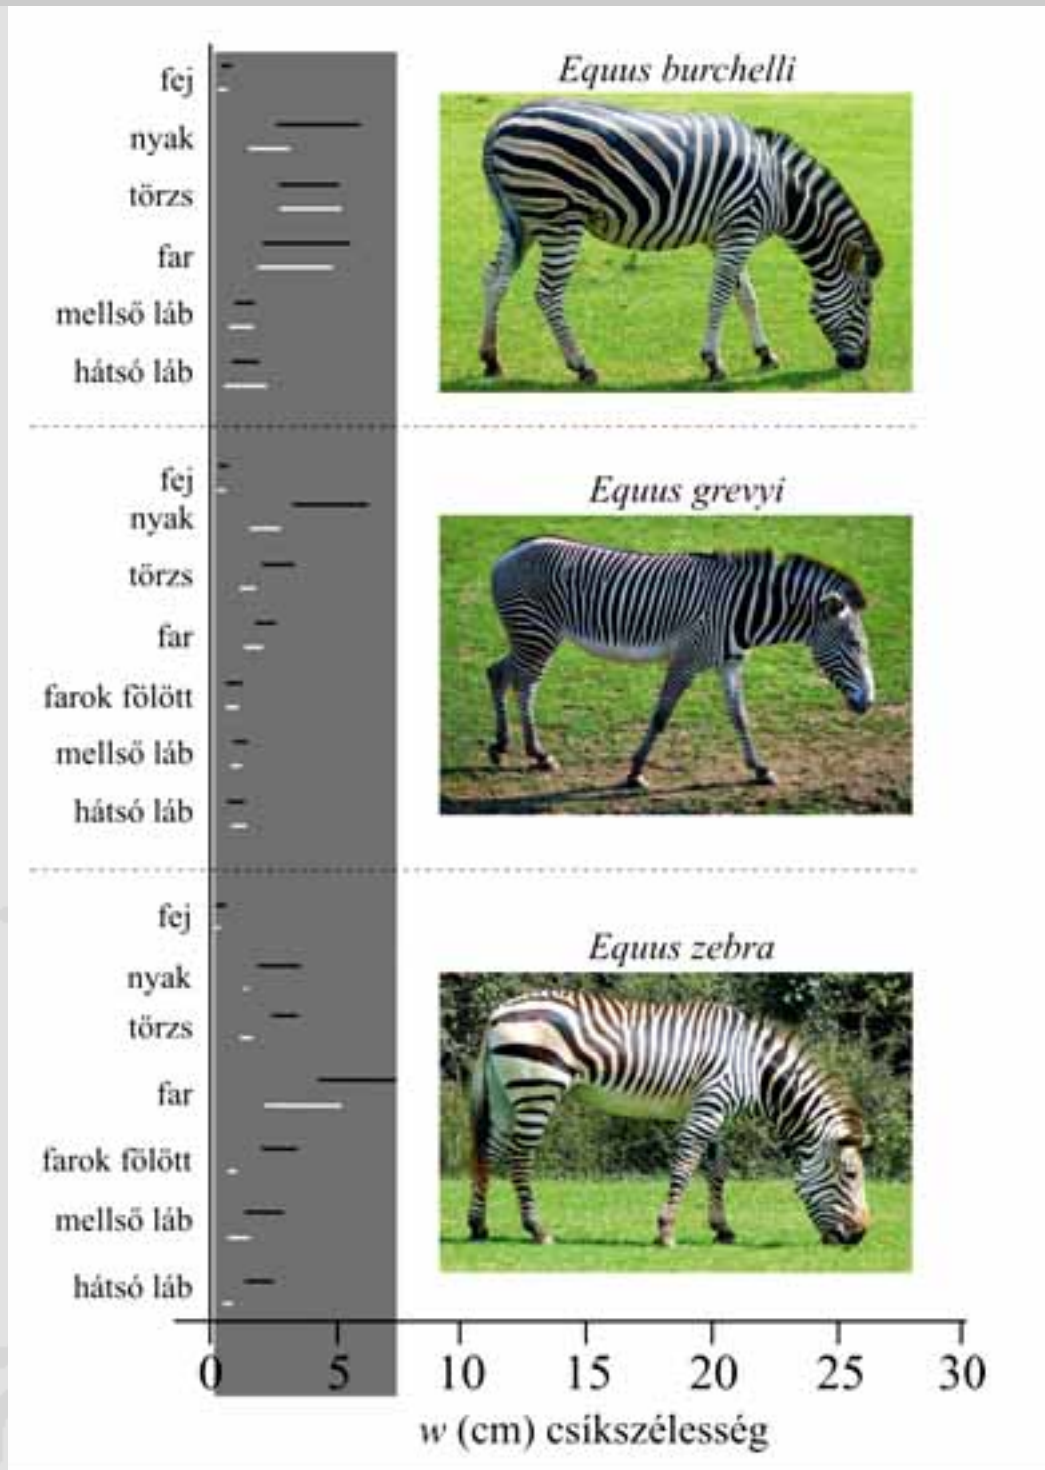 Equus burchelli
fej
nyak
törzs
far
mellső láb
hátsó láb
Equus grevyi
fej
nyak
törzs
far
farok fölött
mellső láb
hátsó láb
Equus zebra
fej
nyak
törzs
far
farok fölött
mellső láb
hátsó láb
0 5 10 15 20 25 30
w (cm) csíkszélesség